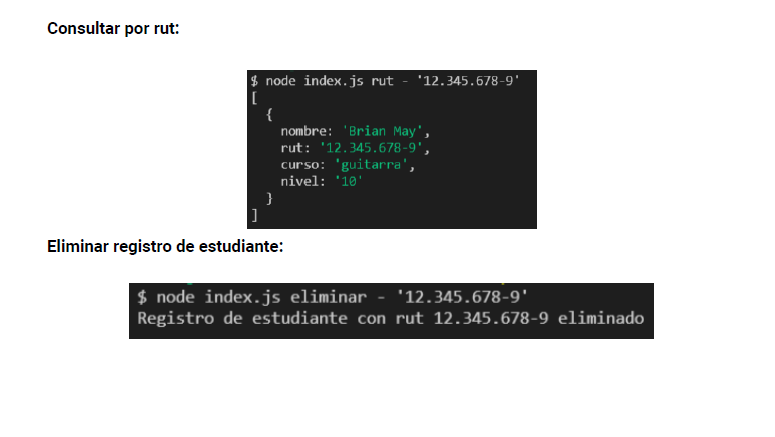 Consultar por rut:
$ node index.js rut - '12.345.678-9'
[
{
nombre: 'Brian May',
rut: '12.345.678-9',
curso: 'guitarra',
nivel: '10'
}
]
Eliminar registro de estudiante:
$ node index.js eliminar - '12.345.678-9'
Registro de estudiante con rut 12.345.678-9 eliminado